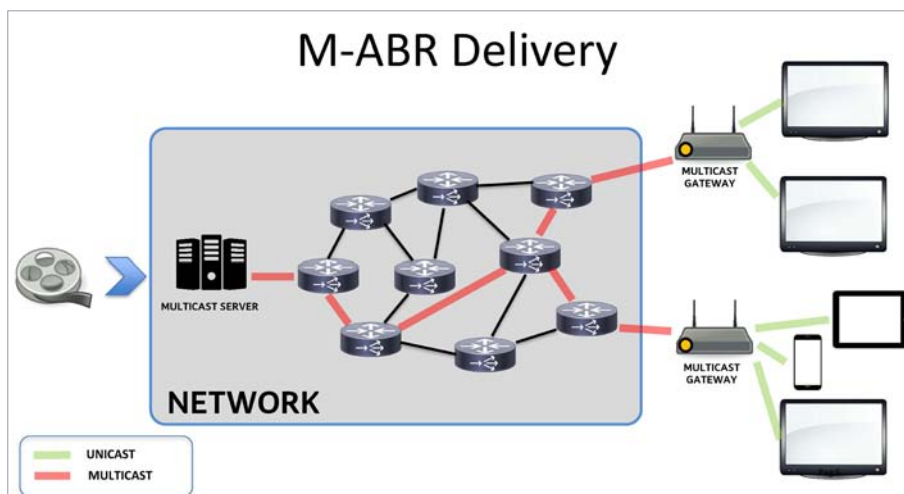 M-ABR Delivery
MULTICAST
GATEWAY
MULTICAST SERVER
MULTICAST
GATEWAY
NETWORK
UNICAST
MULTICAST